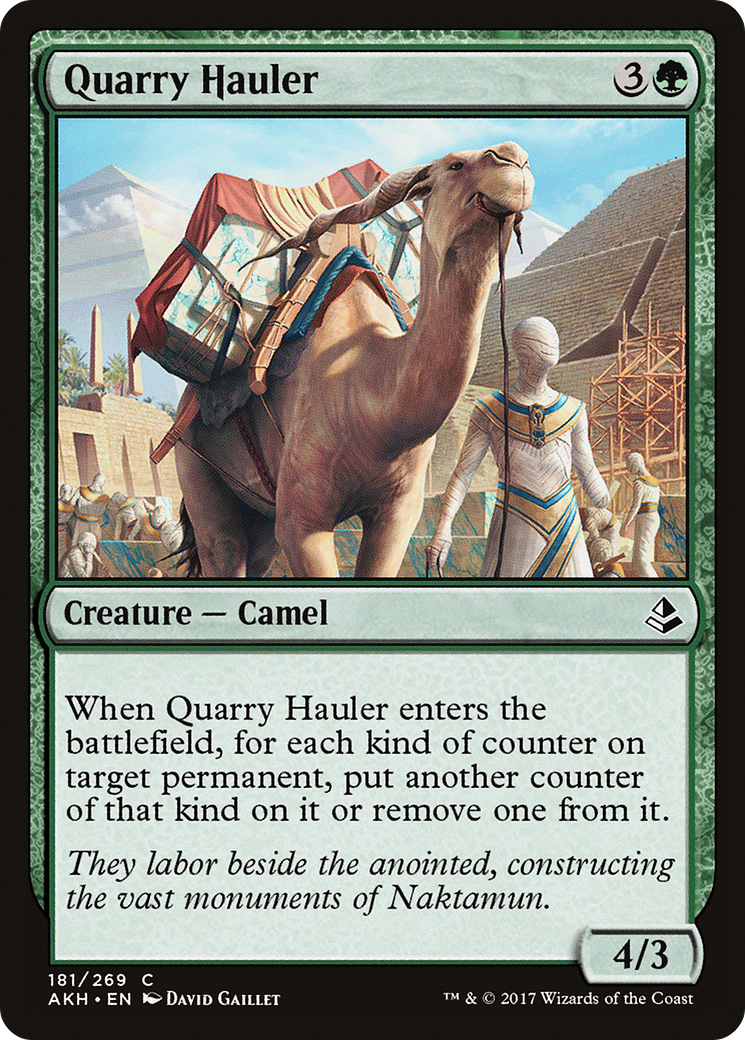 Quarry Hauler 3
Creature — Camel
When Quarry Hauler enters the
battlefield, for each kind of counter on
target permanent, put another counter
of that kind on it or remove one from it.
They labor beside the anointed, constructing
the vast monuments of Naktamun.
4/3
181/269 C
AKH • EN David Gaillet
™ & © 2017 Wizards of the Coast